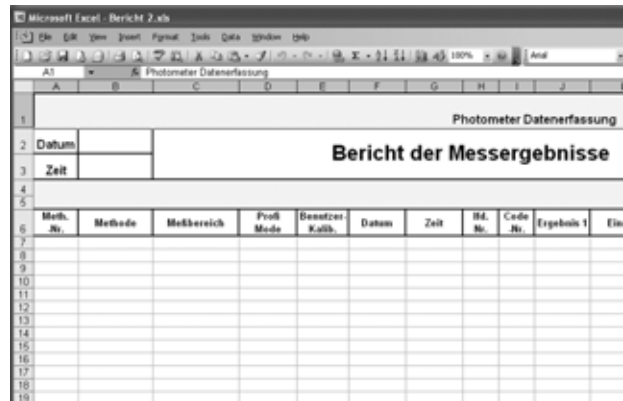 Microsoft Excel - Bericht 2.xls
File Edit View Insert Format Tools Data Window Help
100% Arial
A1 Photometer Datenerfassung
A B C D E F G H I J
1 Photometer Datenerfassung
2 Datum Bericht der Messergebnisse
3 Zeit
4
5
6 Meth. -Nr. Methode Meßbereich Profi Mode Benutzer- Kalib. Datum Zeit lfd. Nr. Code -Nr. Ergebnis 1 Ein
7
8
9
10
11
12
13
14
15
16
17
18
19